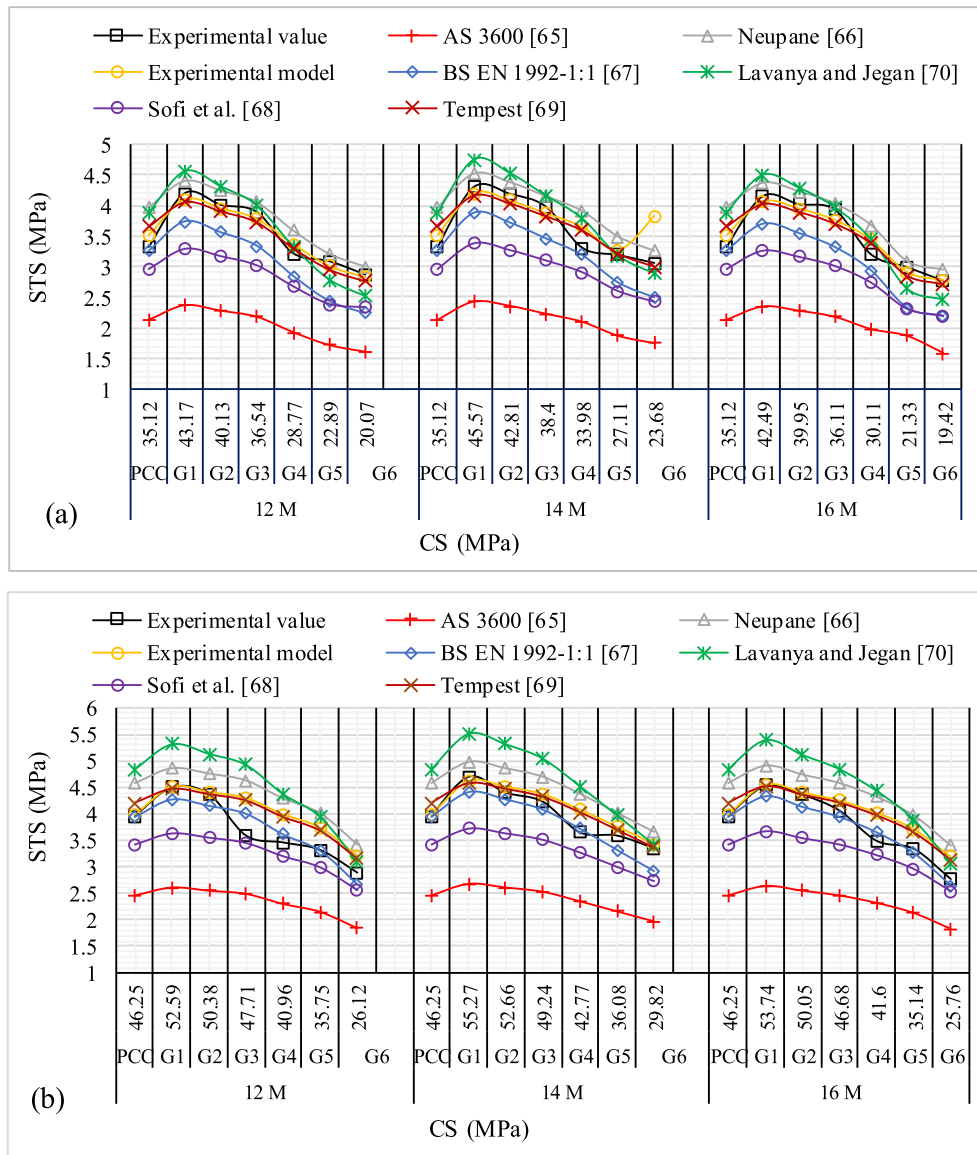 Experimental value
AS 3600 [65]
Neupane [66]
Experimental model
BS EN 1992-1:1 [67]
Lavanya and Jegan [70]
Sofi et al. [68]
Tempest [69]
5
4.5
4
3.5
3
2.5
2
1.5
1
STS (MPa)
35.12 43.17 40.13 36.54 28.77 22.89 20.07 35.12 45.57 42.81 38.4 33.98 27.11 23.68 35.12 42.49 39.95 36.11 30.11 21.33 19.42
PCC G1 G2 G3 G4 G5 G6 PCC G1 G2 G3 G4 G5 G6 PCC G1 G2 G3 G4 G5 G6
12 M 14 M 16 M
(a)
CS (MPa)
Experimental value
AS 3600 [65]
Neupane [66]
Experimental model
BS EN 1992-1:1 [67]
Lavanya and Jegan [70]
Sofi et al. [68]
Tempest [69]
6
5.5
5
4.5
4
3.5
3
2.5
2
1.5
1
STS (MPa)
46.25 52.59 50.38 47.71 40.96 35.75 26.12 46.25 55.27 52.66 49.24 42.77 36.08 29.82 46.25 53.74 50.05 46.68 41.6 35.14 25.76
PCC G1 G2 G3 G4 G5 G6 PCC G1 G2 G3 G4 G5 G6 PCC G1 G2 G3 G4 G5 G6
12 M 14 M 16 M
(b)
CS (MPa)